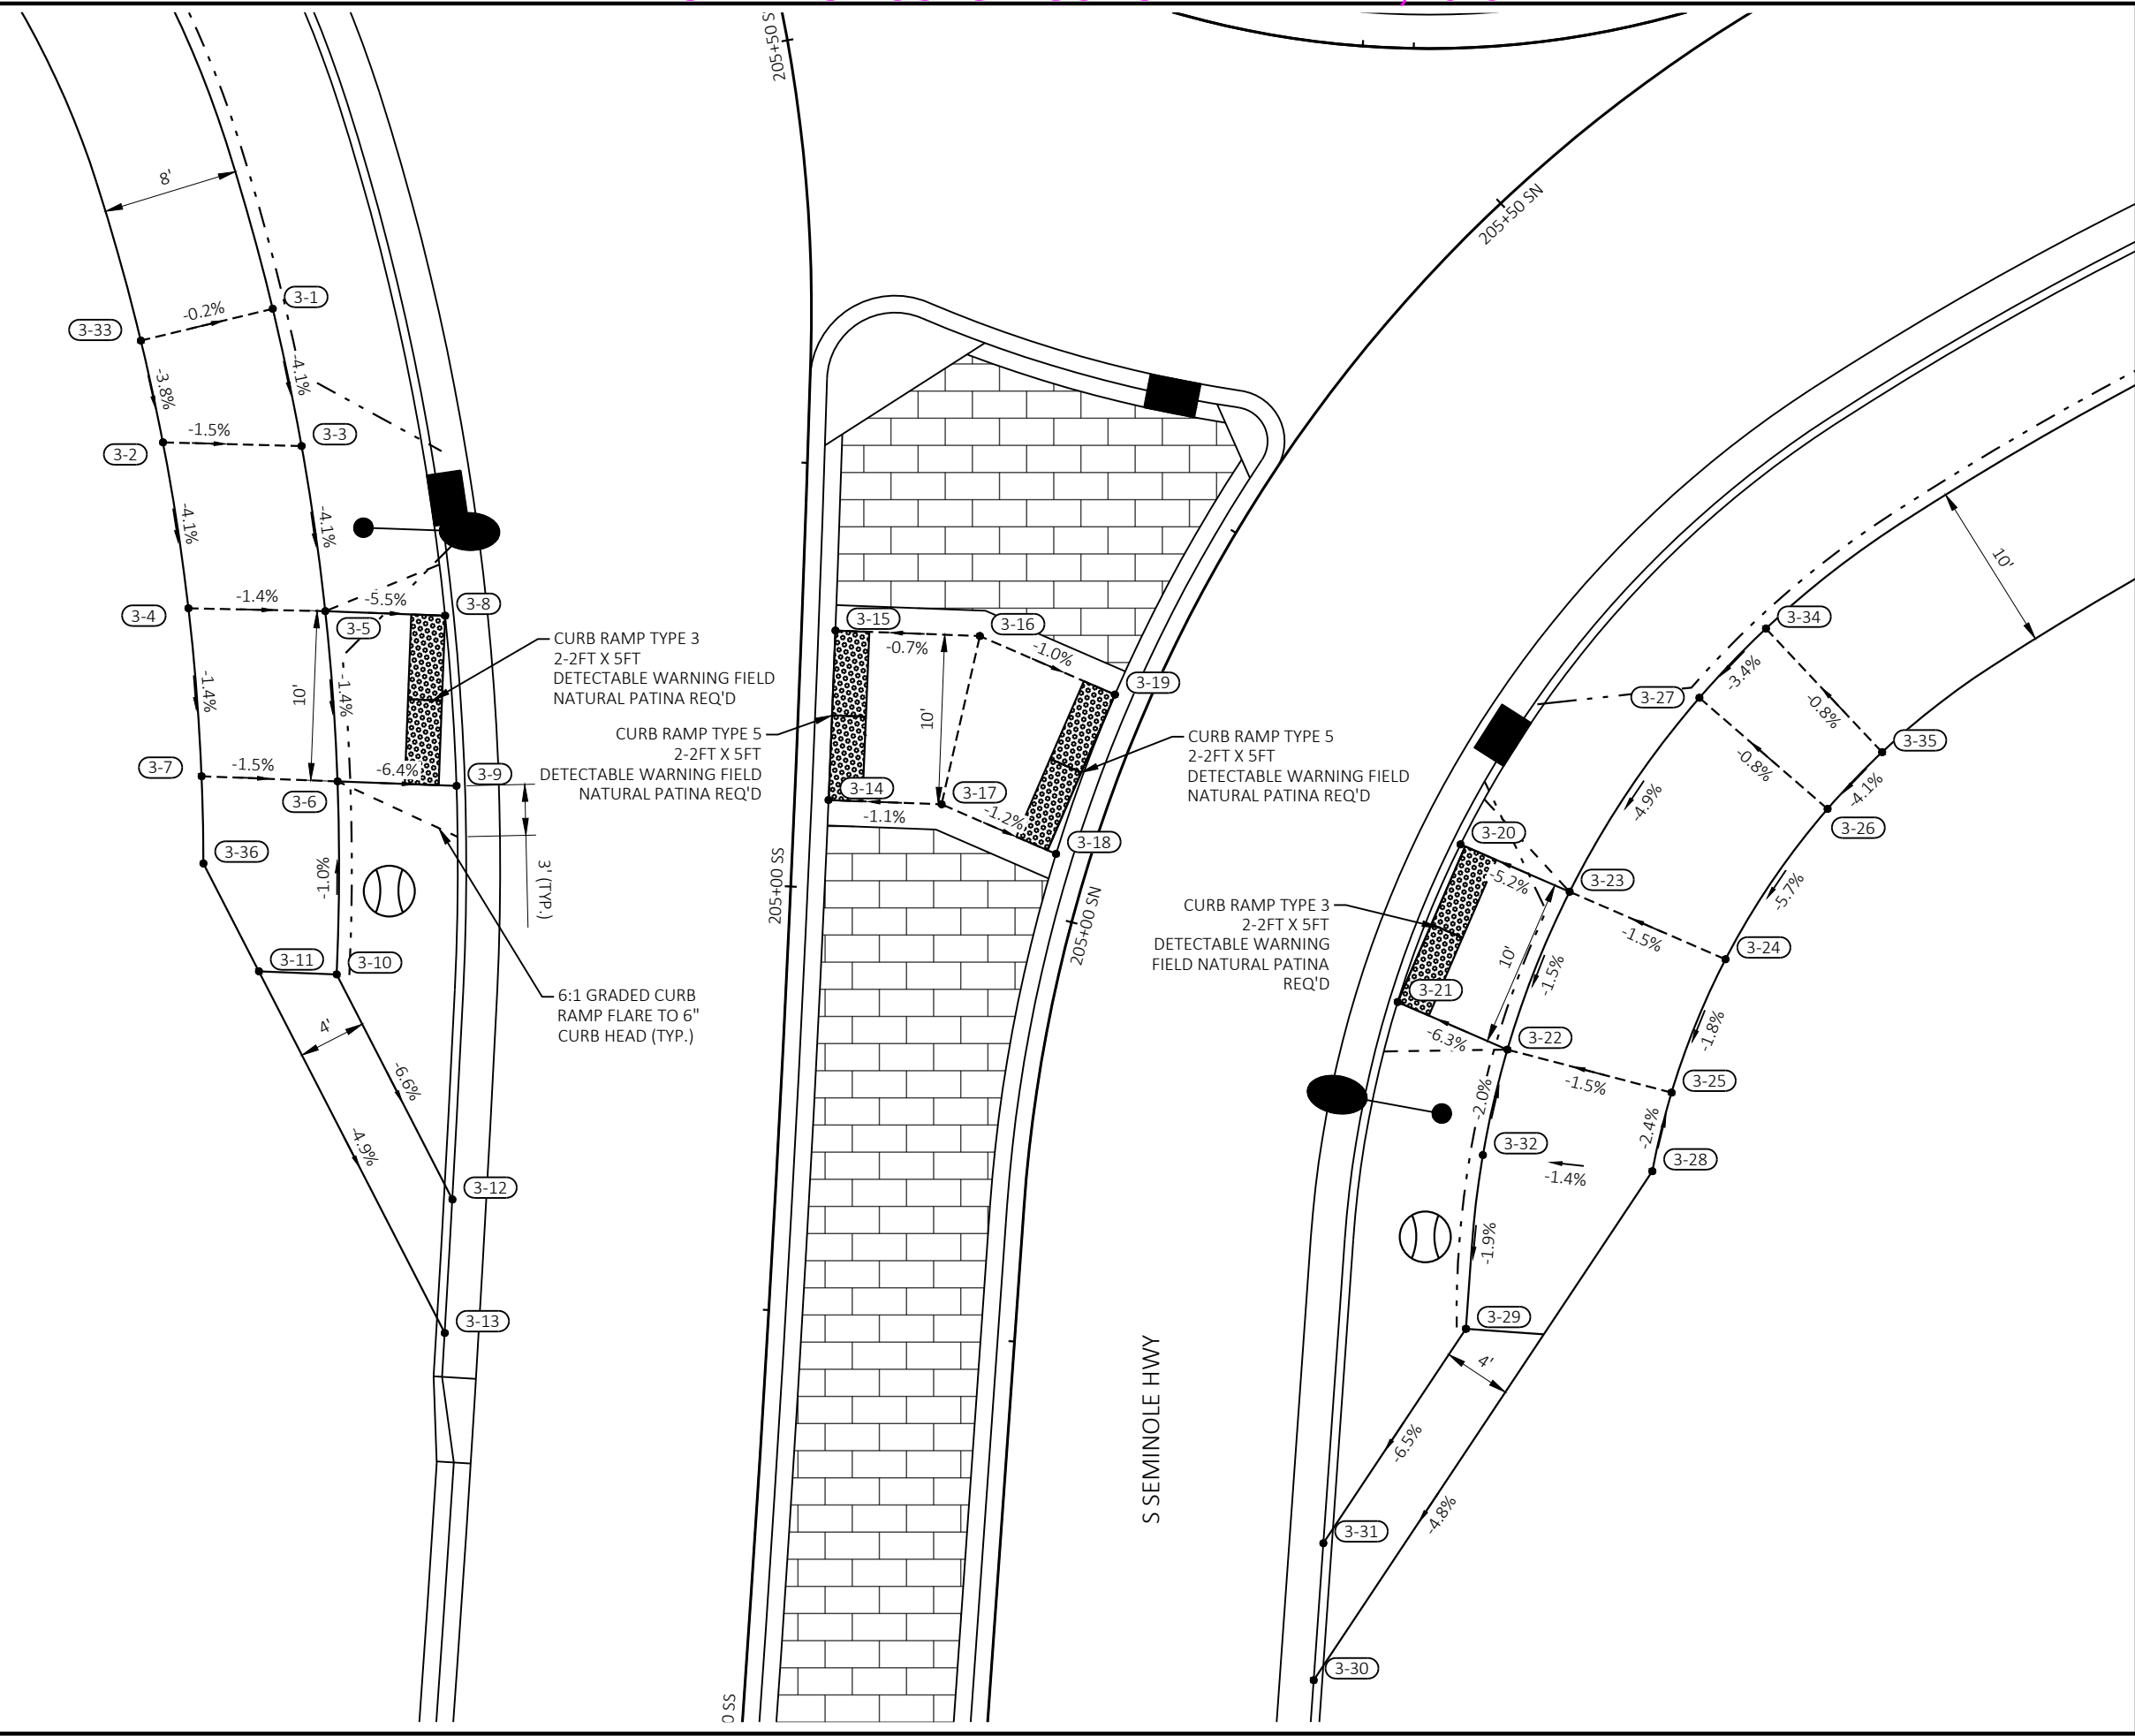 205+50 S
8'
205+50 SN
3-1
3-33
-0.2%
-4.1%
-3.8%
3-2
-1.5%
3-3
-4.1%
-4.1%
10'
3-4
-1.4%
-5.5%
3-8
3-5
10'
-1.4%
-1.4%
CURB RAMP TYPE 3
2-2FT X 5FT
DETECTABLE WARNING FIELD
NATURAL PATINA REQ'D
3-15
3-16
-0.7%
-1.0%
3-19
10'
CURB RAMP TYPE 5
2-2FT X 5FT
DETECTABLE WARNING FIELD
NATURAL PATINA REQ'D
CURB RAMP TYPE 5
2-2FT X 5FT
DETECTABLE WARNING FIELD
NATURAL PATINA REQ'D
3-34
3-27
-3.4%
-0.8%
3-35
-0.8%
-4.1%
3-26
-4.9%
3-7
-1.5%
-6.4%
3-9
3-6
3-14
3-17
-1.1%
-1.2%
3-18
3-20
-5.2%
3-23
-5.7%
3-36
-1.0%
3' (TYP.)
205+00 SS
205+00 SN
CURB RAMP TYPE 3
2-2FT X 5FT
DETECTABLE WARNING
FIELD NATURAL PATINA
REQ'D
-1.5%
3-24
10'
-1.5%
3-11
3-10
3-21
6:1 GRADED CURB
RAMP FLARE TO 6"
CURB HEAD (TYP.)
4'
-6.6%
-6.3%
3-22
-1.8%
-1.5%
3-25
-2.0%
-4.9%
3-32
-2.4%
3-28
-1.4%
3-12
-1.9%
3-13
3-29
4'
S SEMINOLE HWY
-6.5%
-4.8%
3-31
3-30
0 SS